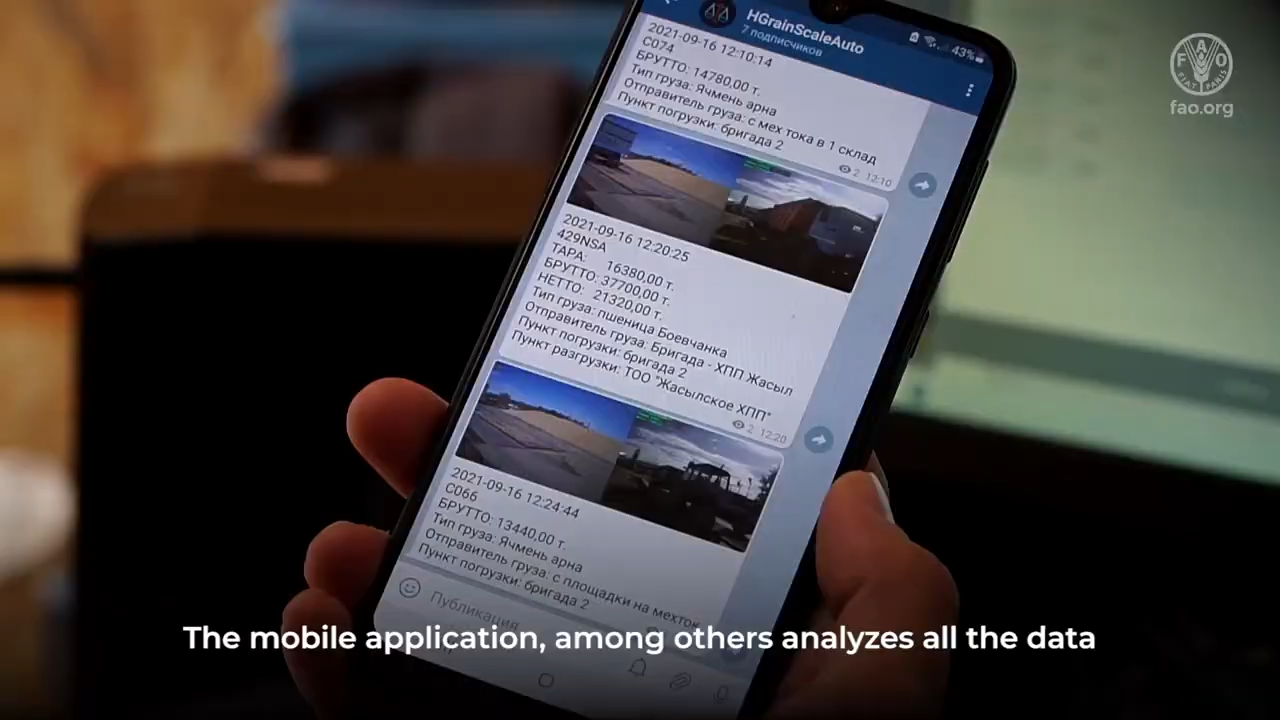 HGrainScaleAuto
7 подписчиков
43%
2021-09-16 12:10:14
C074
БРУТТО: 14780,00 т.
Тип груза: Ячмень арна
Отправитель груза: с мех тока в 1 склад
Пункт погрузки: бригада 2
2 12:10
2021-09-16 12:20:25
429NSA
ТАРА: 16380,00 т.
БРУТТО: 37700,00 т.
НЕТТО: 21320,00 т.
Тип груза: пшеница Боевчанка
Отправитель груза: Бригада - ХПП Жасыл
Пункт погрузки: бригада 2
Пункт разгрузки: ТОО "Жасылское ХПП"
2 12:20
2021-09-16 12:24:44
C066
БРУТТО: 13440,00 т.
Тип груза: Ячмень арна
Отправитель груза: с площадки на мехток
Пункт погрузки: бригада 2
Публикация
FAO
FIAT PANIS
fao.org
The mobile application, among others analyzes all the data